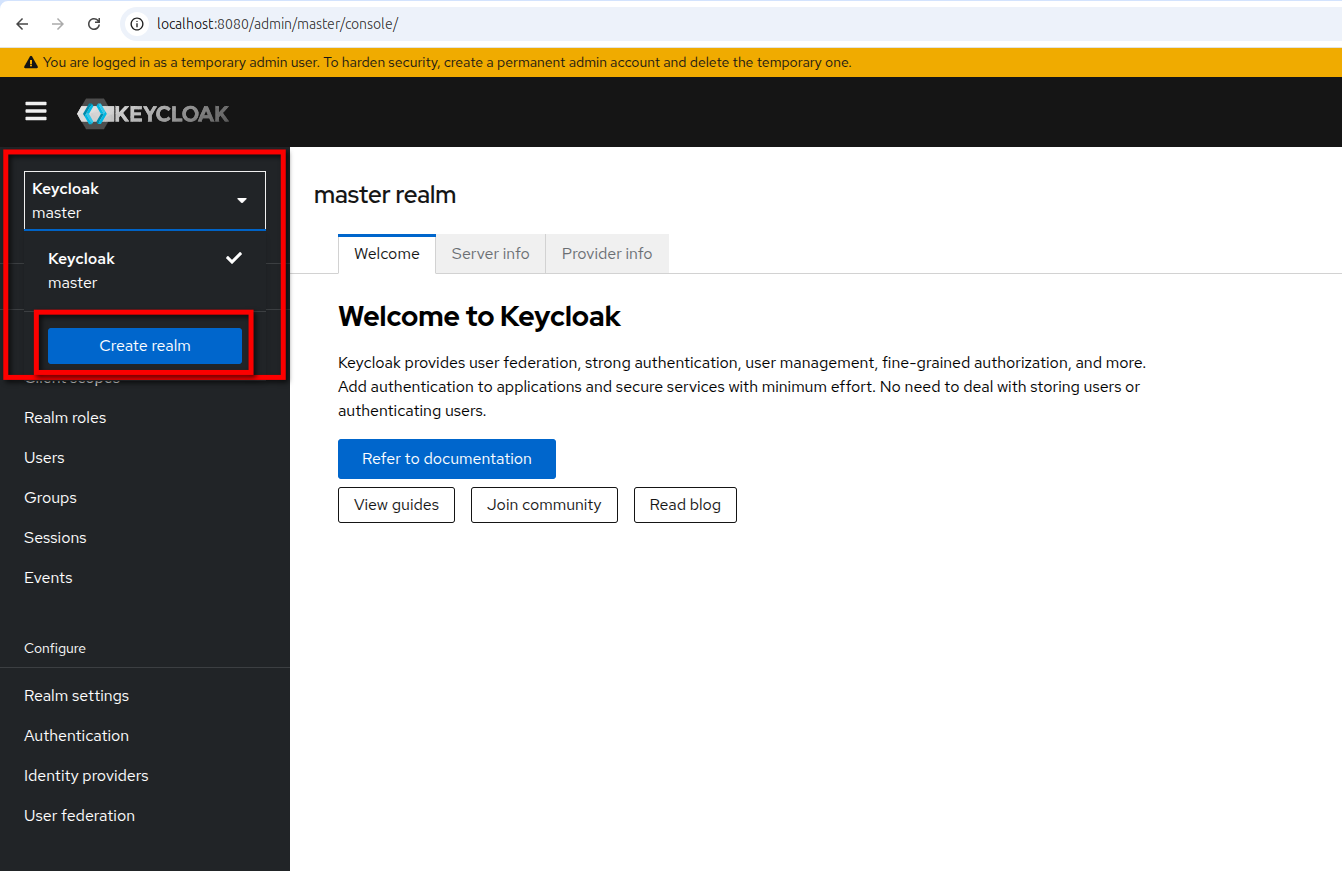 localhost:8080/admin/master/console/
You are logged in as a temporary admin user. To harden security, create a permanent admin account and delete the temporary one.
KEYCLOAK
Keycloak
master
Keycloak
master
Create realm
Client scopes
Realm roles
Users
Groups
Sessions
Events
Configure
Realm settings
Authentication
Identity providers
User federation
master realm
Welcome
Server info
Provider info
Welcome to Keycloak
Keycloak provides user federation, strong authentication, user management, fine-grained authorization, and more.
Add authentication to applications and secure services with minimum effort. No need to deal with storing users or
authenticating users.
Refer to documentation
View guides
Join community
Read blog